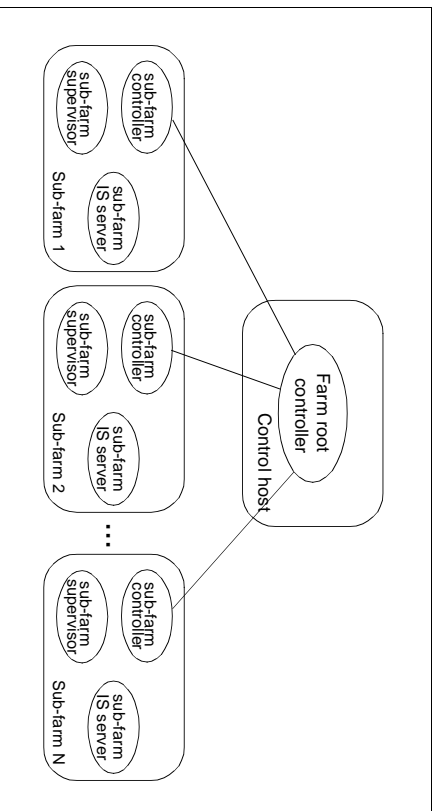 Farm root
controller
Control host
sub-farm
controller
sub-farm
supervisor
sub-farm
IS server
Sub-farm 1
sub-farm
controller
sub-farm
supervisor
sub-farm
IS server
Sub-farm 2
...
sub-farm
controller
sub-farm
supervisor
sub-farm
IS server
Sub-farm N